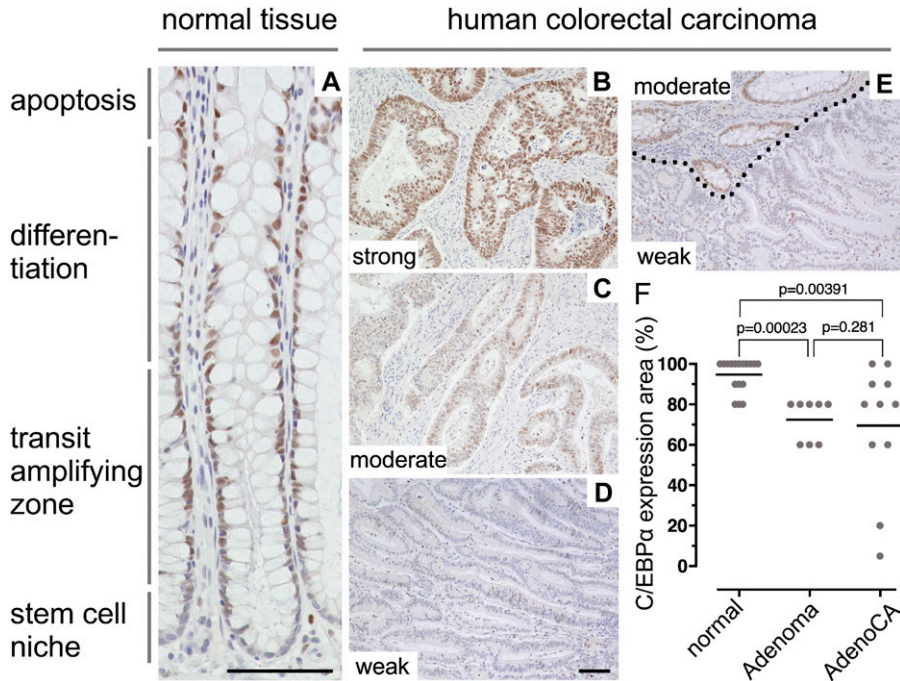 normal tissue
human colorectal carcinoma
apoptosis
differen-
tiation
transit
amplifying
zone
stem cell
niche
A
B
strong
C
moderate
D
weak
moderate
E
weak
F
p=0.00391
p=0.00023
p=0.281
C/EBPα expression area (%)
100
80
60
40
20
0
normal
Adenoma
AdenoCA